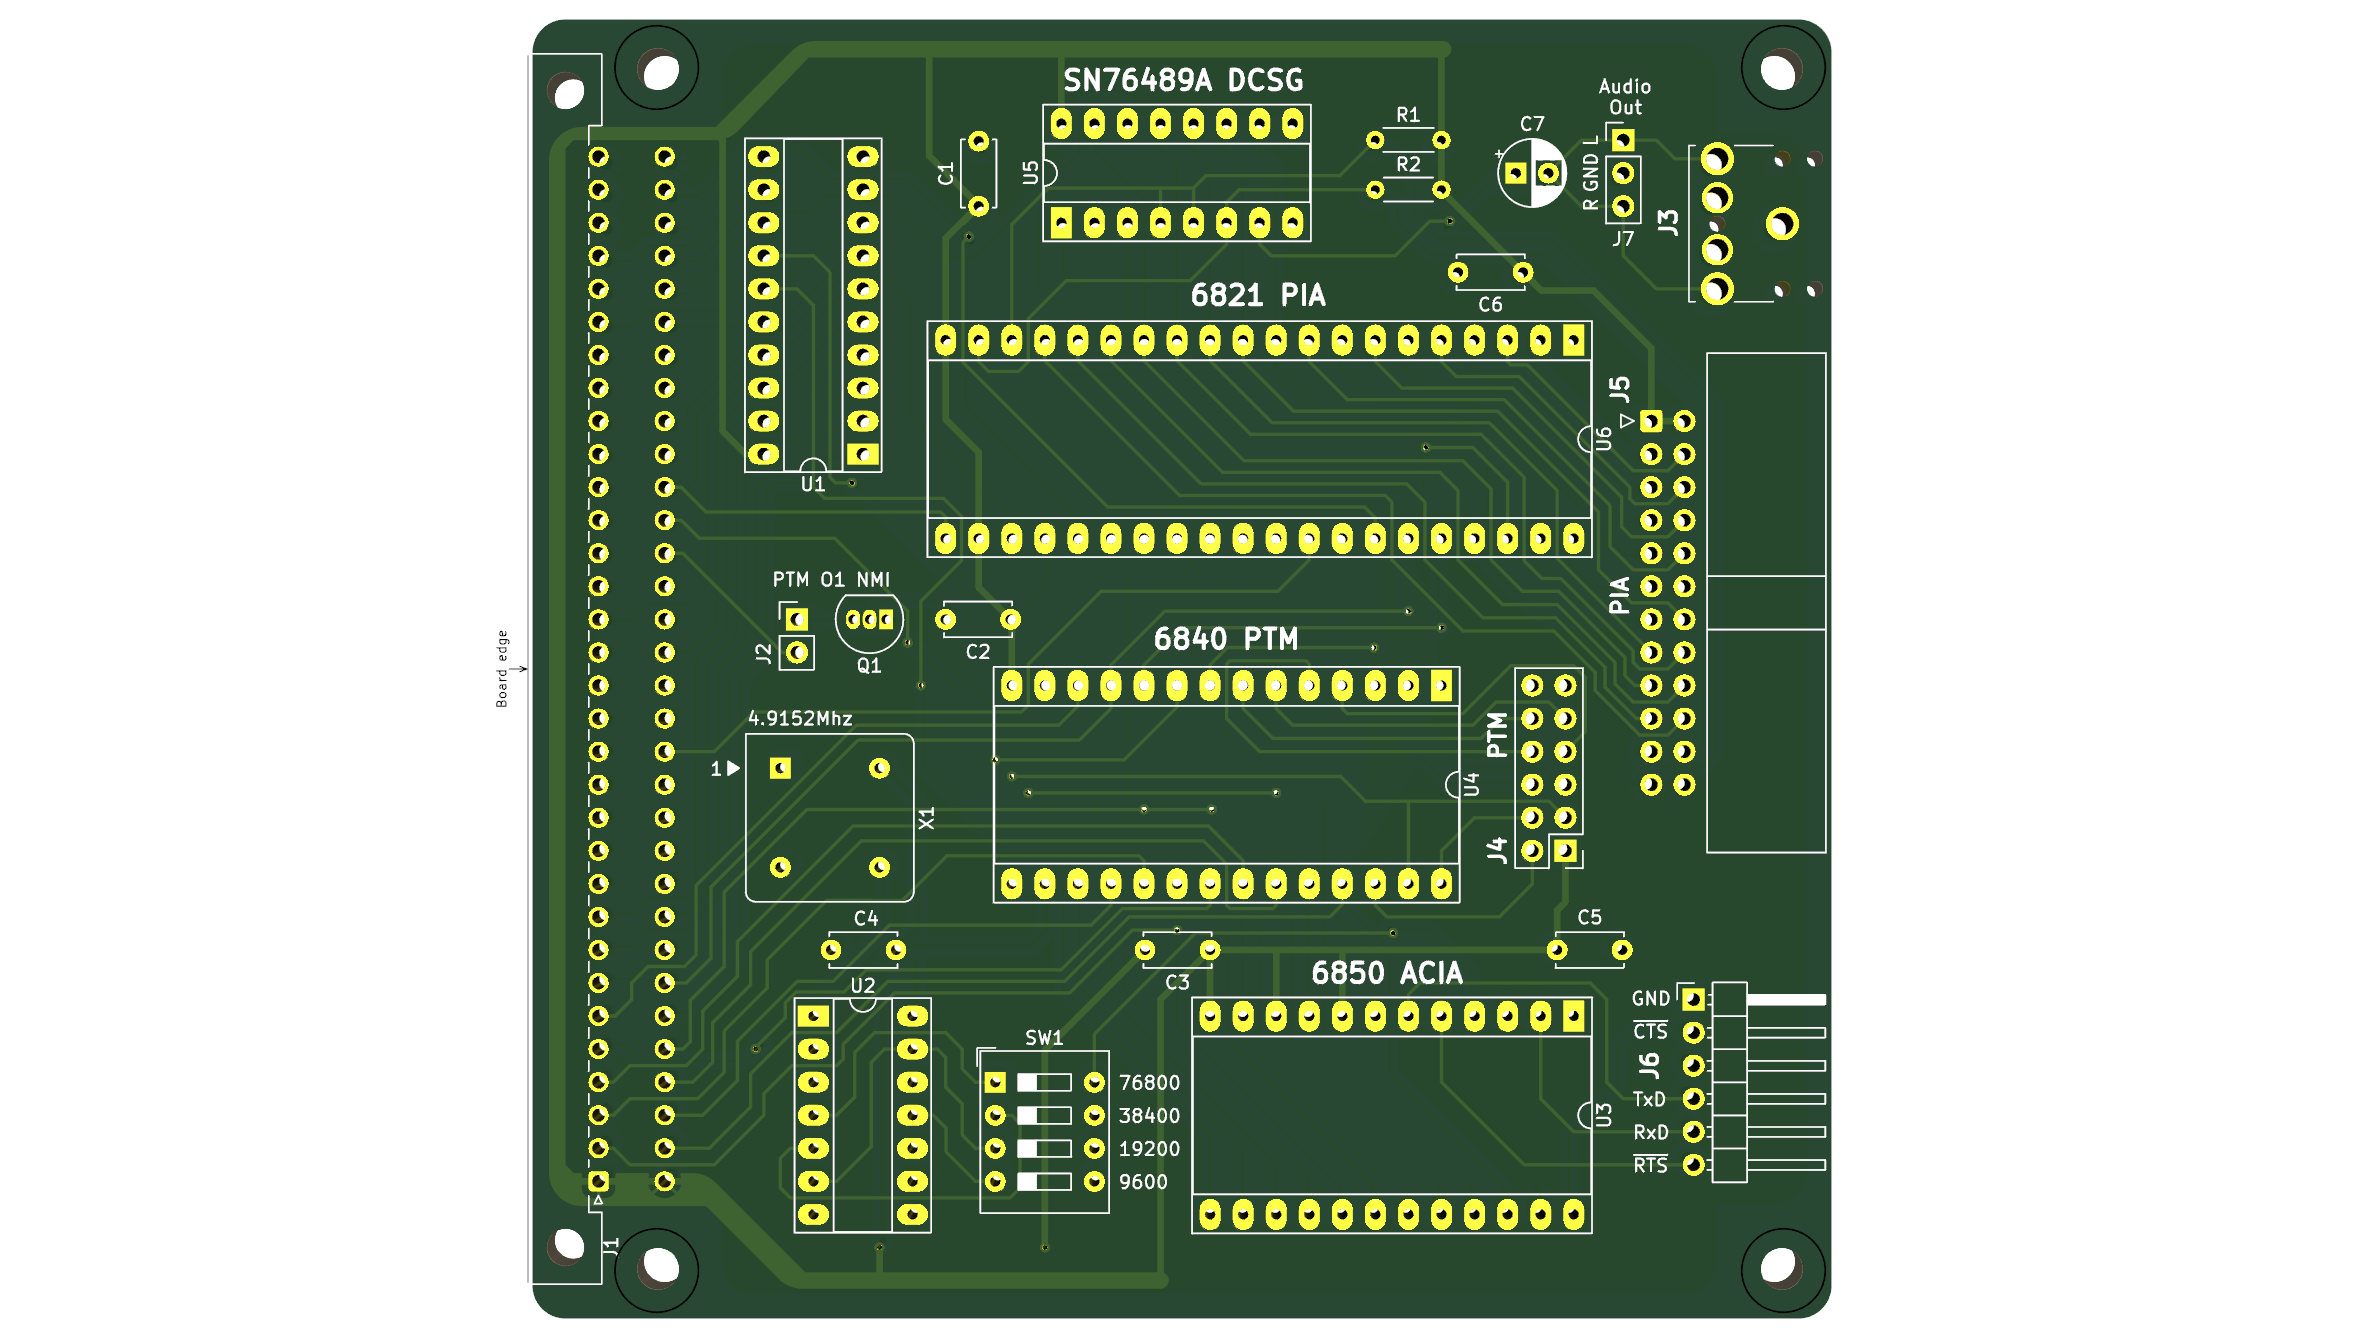 SN76489A DCSG
Audio
Out
R1
C7
+
C1
U5
R2
R GND L
J3
J7
6821 PIA
C6
J5
U6
U1
PTM O1 NMI
PIA
Board edge
J2
Q1
C2
6840 PTM
4.9152Mhz
PTM
1
U4
X1
J4
C4
C5
6850 ACIA
U2
C3
GND
SW1
CTS
J6
76800
TxD
38400
U3
RxD
19200
RTS
9600
J1